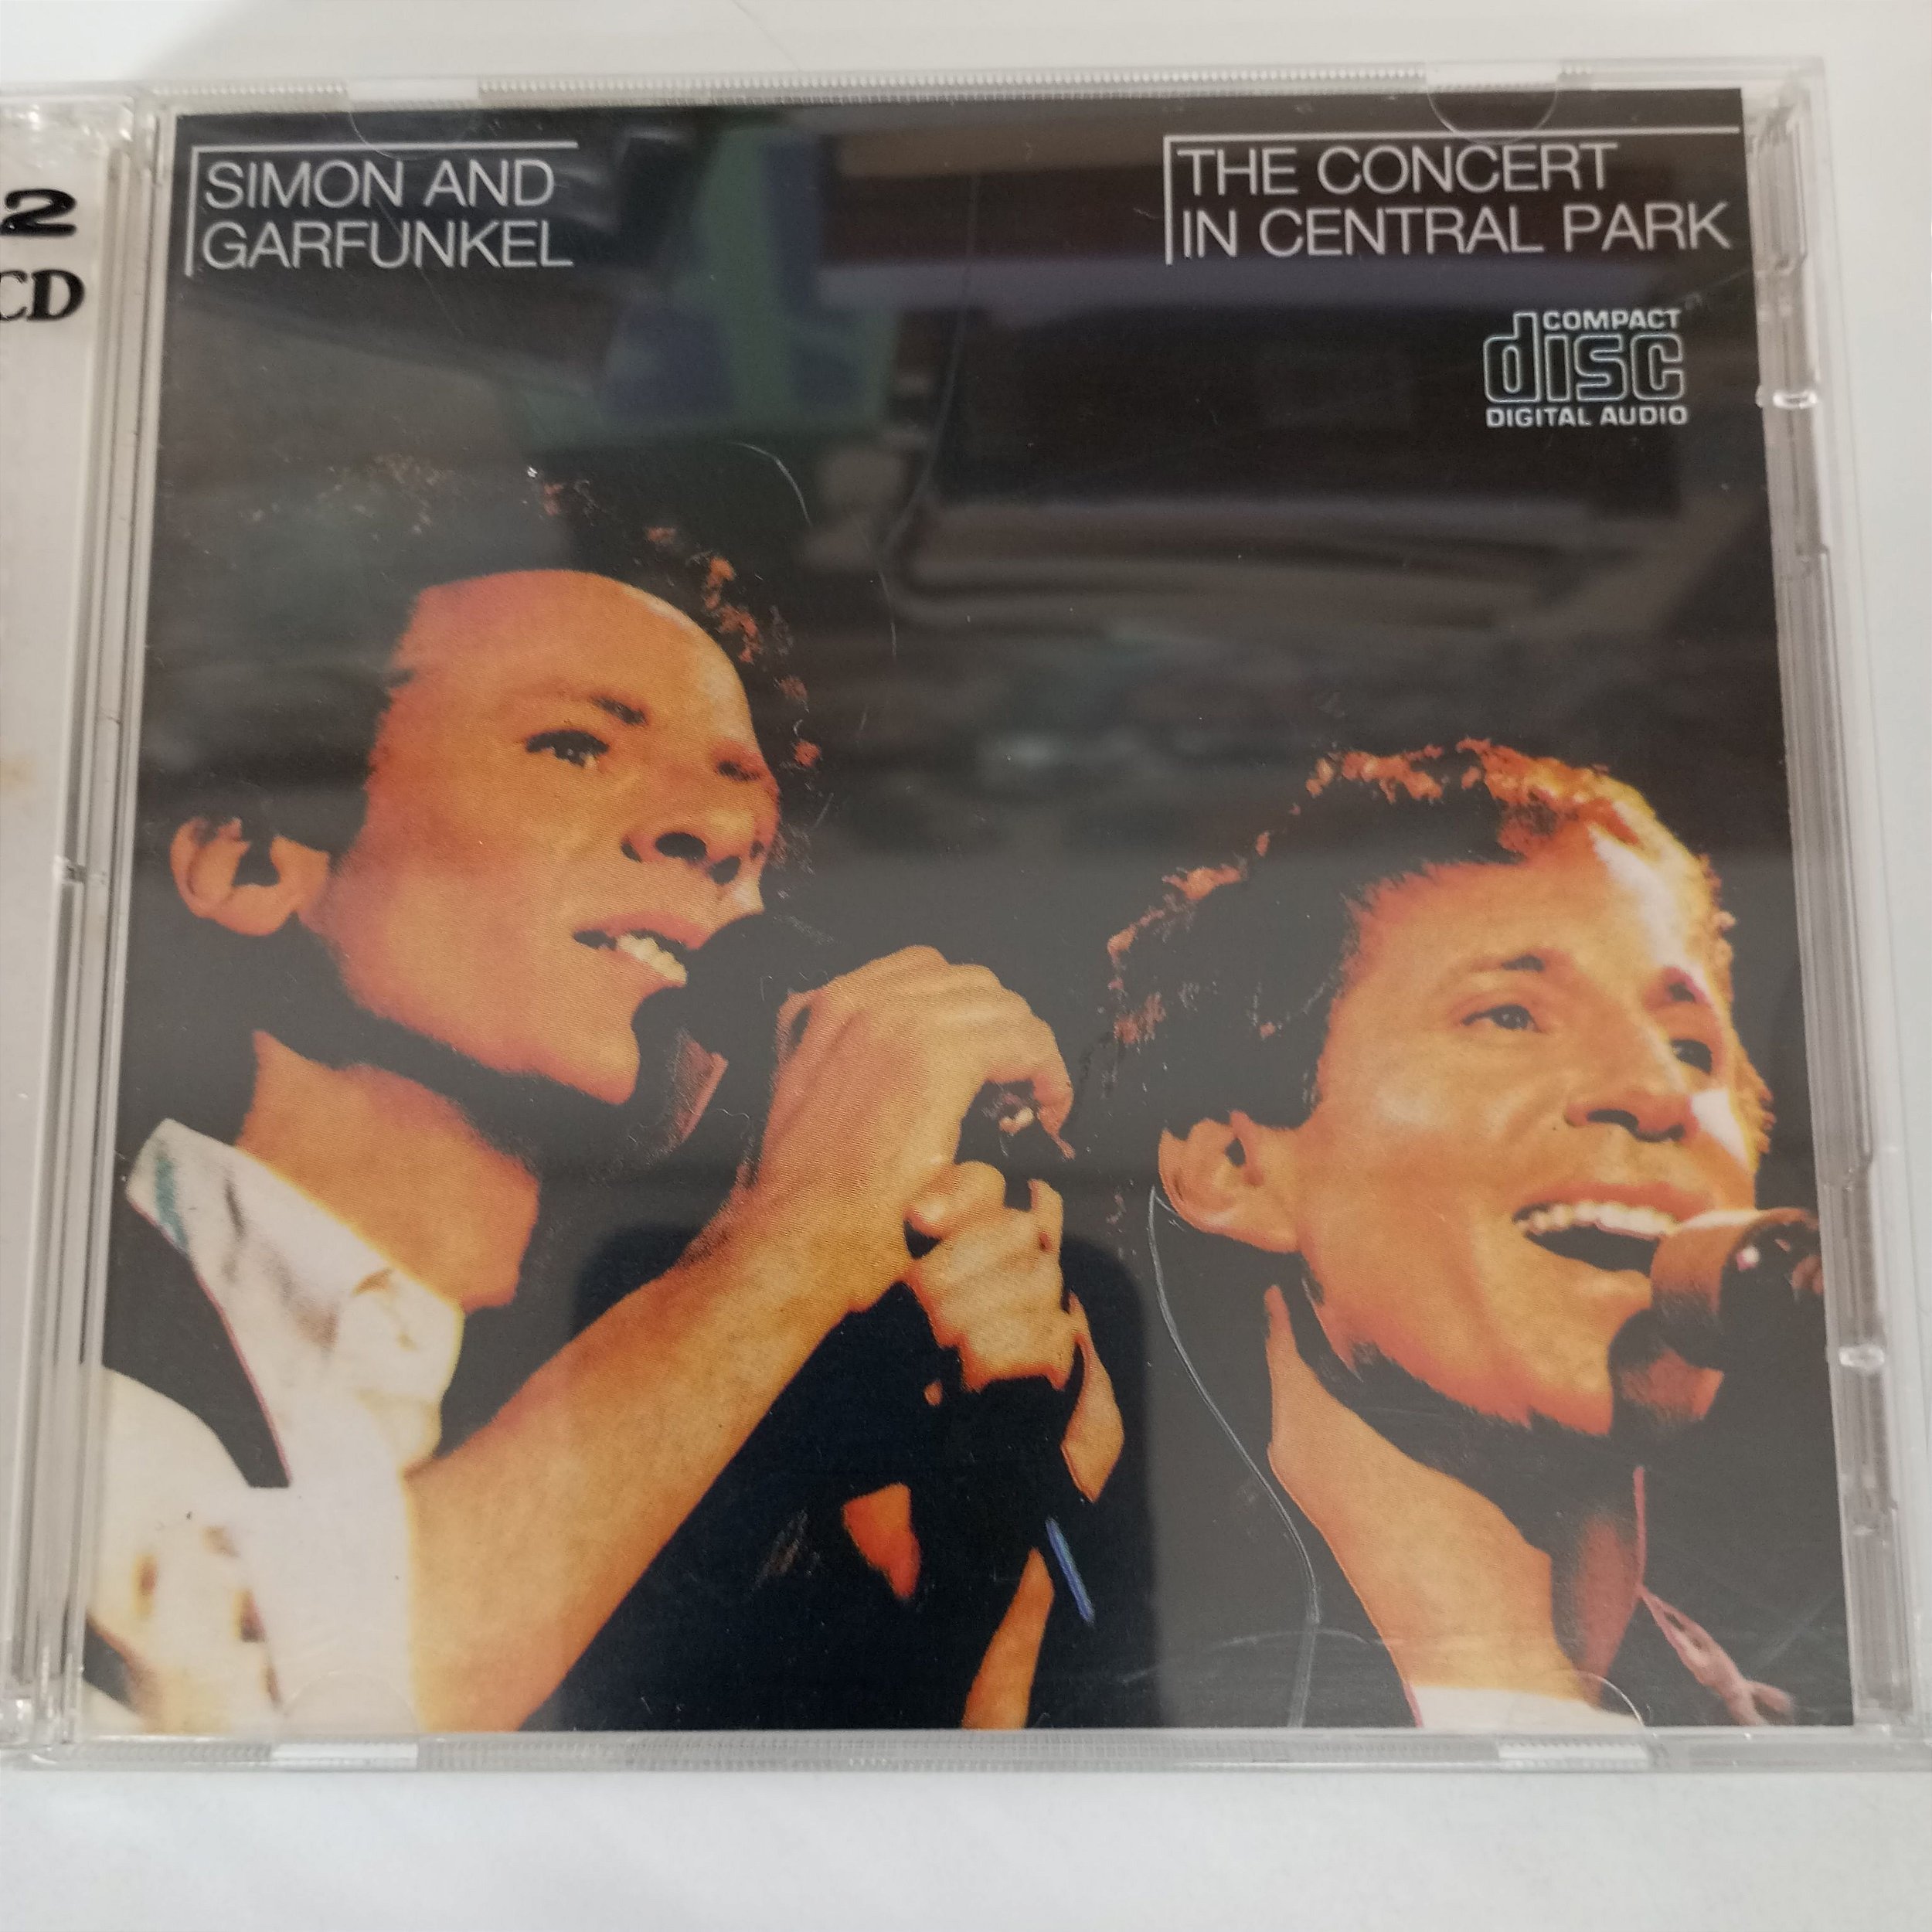 SIMON AND
GARFUNKEL
THE CONCERT
IN CENTRAL PARK
COMPACT
disc
DIGITAL AUDIO
2
CD